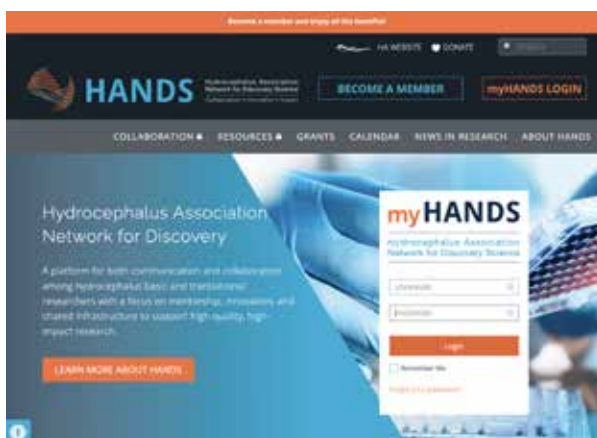 Become a member and enjoy all the benefits!
HA WEBSITE DONATE
HANDS
Hydrocephalus Association
Network for Discovery Science
BECOME A MEMBER
myHANDS LOGIN
COLLABORATION RESOURCES GRANTS CALENDAR NEWS IN RESEARCH ABOUT HANDS
Hydrocephalus Association
Network for Discovery
A platform for both communication and collaboration
among hydrocephalus basic and translational
researchers with a focus on mentorship, innovation, and
shared infrastructure to support high quality, high-
impact research.
LEARN MORE ABOUT HANDS
myHANDS
Hydrocephalus Association
Network for Discovery Science
Username
Password
Login
Remember Me